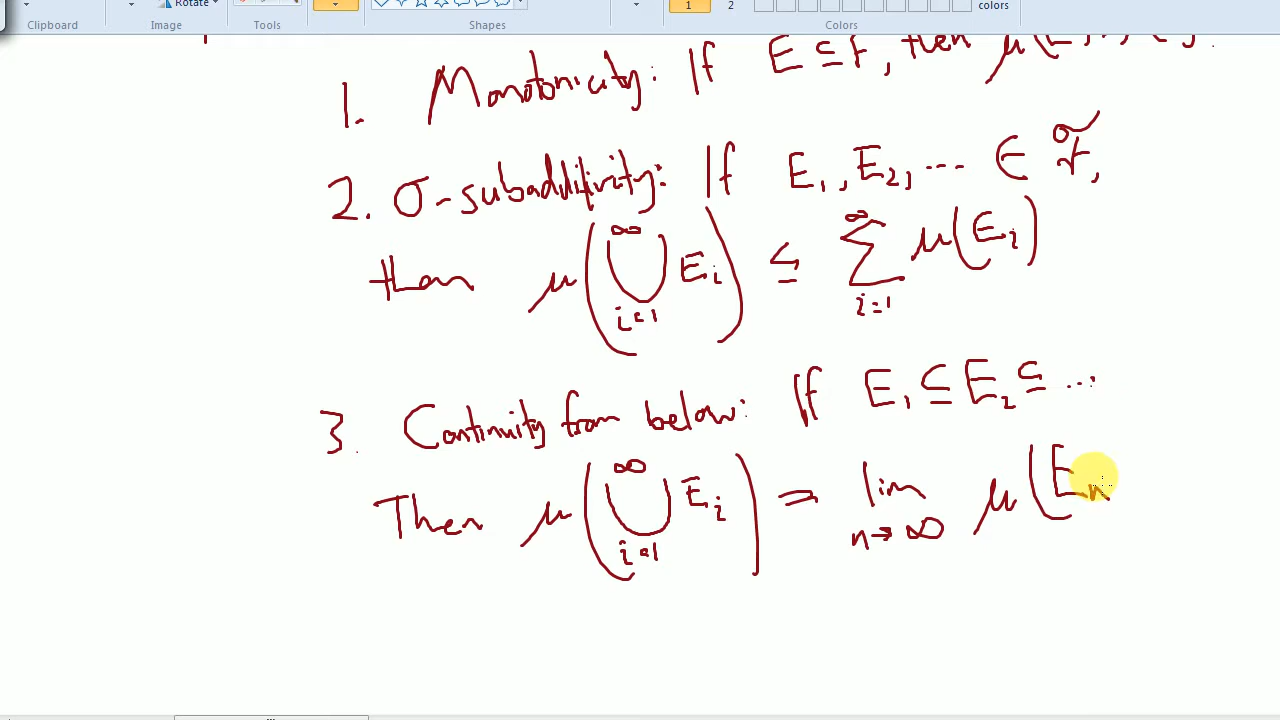 Rotate
Clipboard Image Tools Shapes 1 2 Colors colors
1. Monotonicity: If E ⊆ F, then μ(
2. σ-subadditivity: If E₁, E₂, ... ∈ F,
then μ(⋃_{i=1}^∞ E_i) ≤ ∑_{i=1}^∞ μ(E_i)
3. Continuity from below: If E₁ ⊆ E₂ ⊆ ...
Then μ(⋃_{i=1}^∞ E_i) = lim_{n→∞} μ(E_n